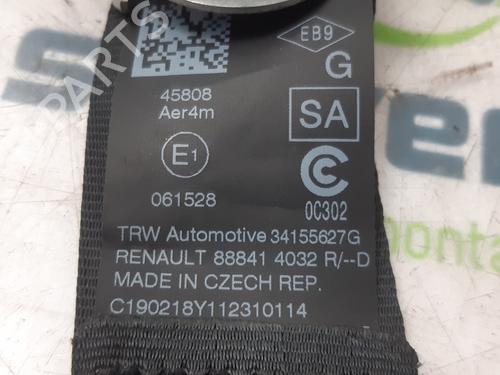 EB9
G
45808
Aer4m
SA
E1
C
061528
0C302
TRW Automotive 34155627G
RENAULT 88841 4032 R/--D
MADE IN CZECH REP.
C190218Y112310114
PARTS